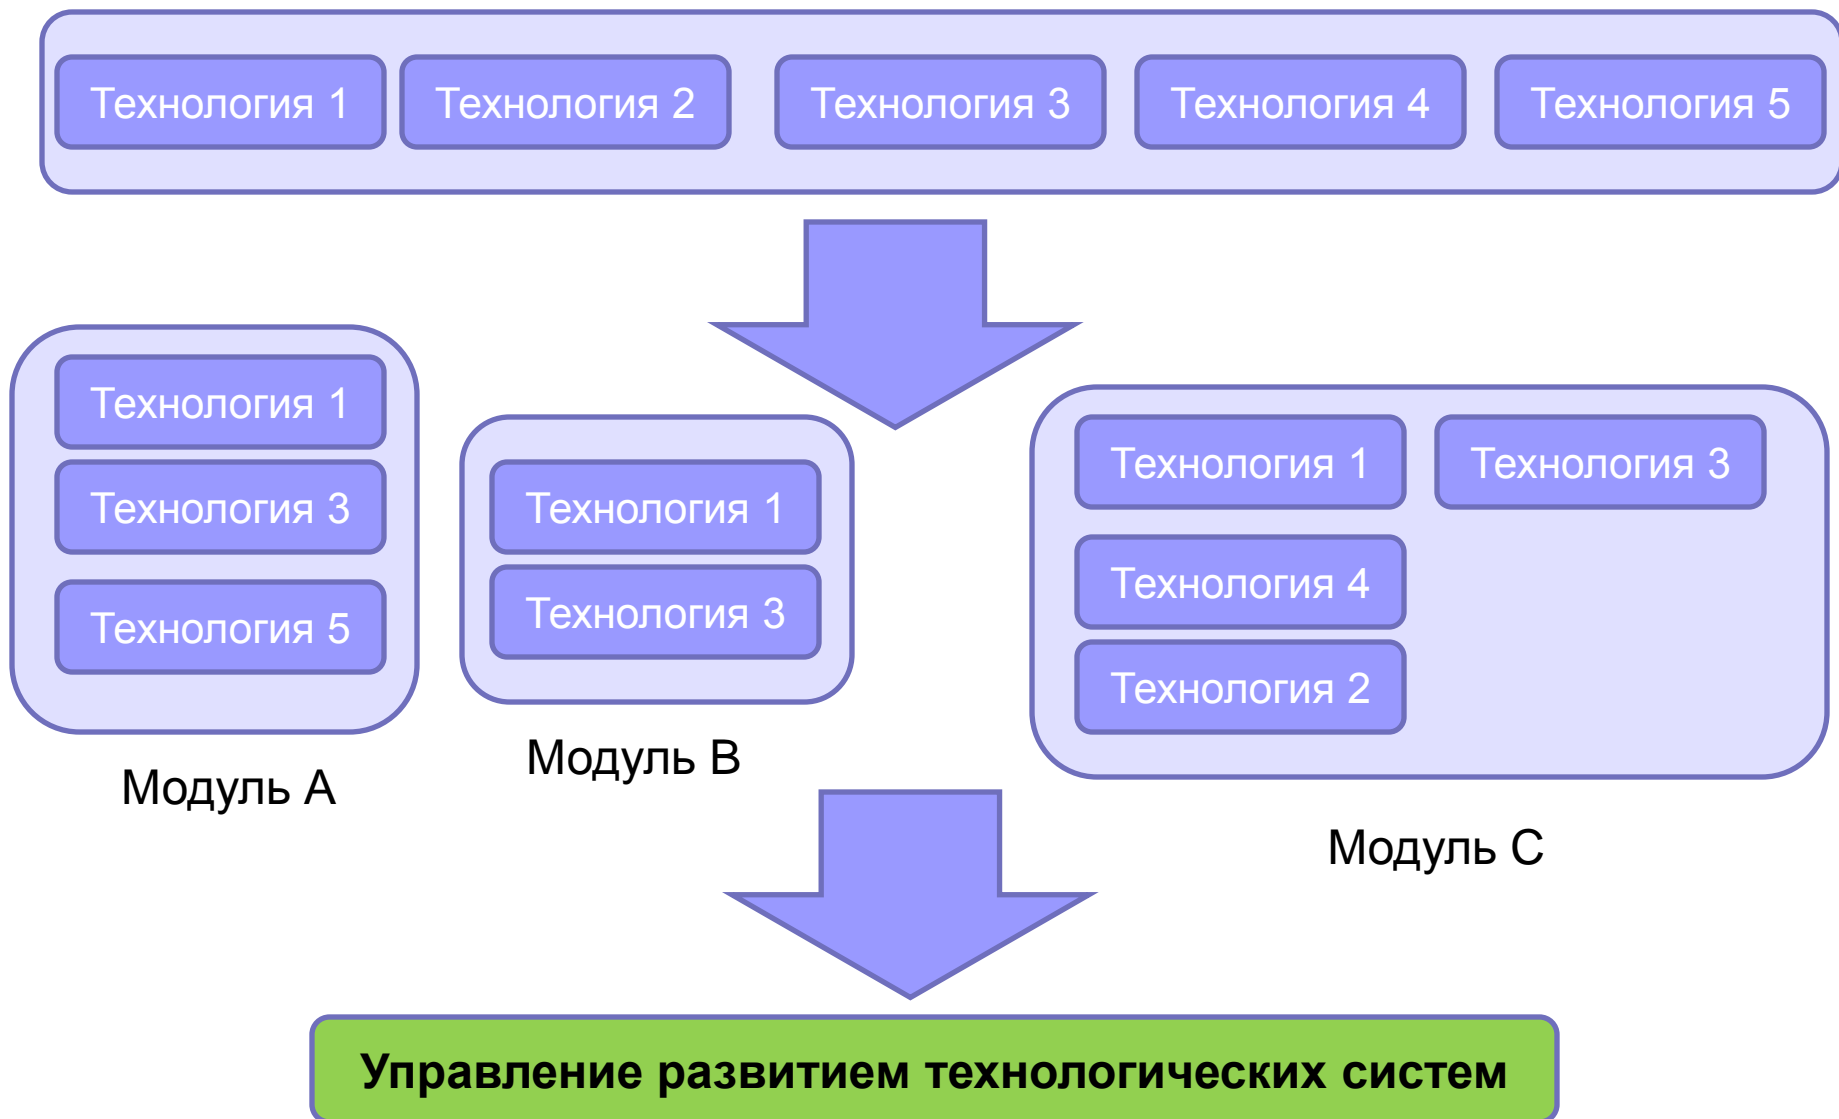 Технология 1
Технология 2
Технология 3
Технология 4
Технология 5
Технология 1
Технология 3
Технология 5
Модуль А
Технология 1
Технология 3
Модуль В
Технология 1
Технология 3
Технология 4
Технология 2
Модуль С
Управление развитием технологических систем